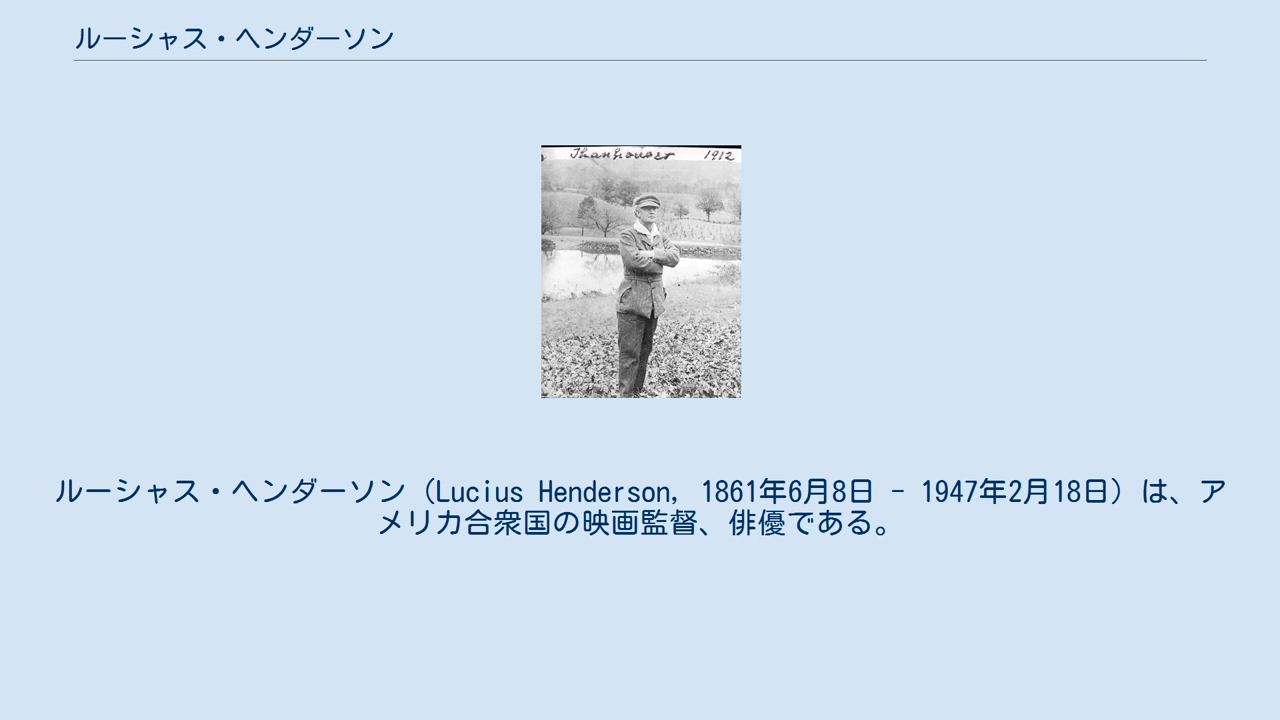 ルーシャス・ヘンダーソン
Thanhouser 1912
ルーシャス・ヘンダーソン（Lucius Henderson, 1861年6月8日 - 1947年2月18日）は、ア
メリカ合衆国の映画監督、俳優である。